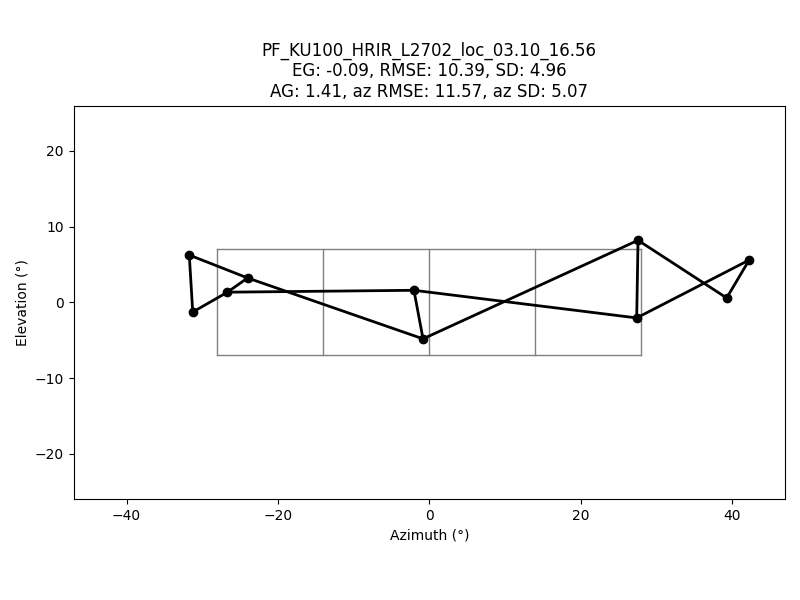 PF_KU100_HRIR_L2702_loc_03.10_16.56
EG: -0.09, RMSE: 10.39, SD: 4.96
AG: 1.41, az RMSE: 11.57, az SD: 5.07
20
10
0
−10
−20
Elevation (°)
−40 −20 0 20 40
Azimuth (°)